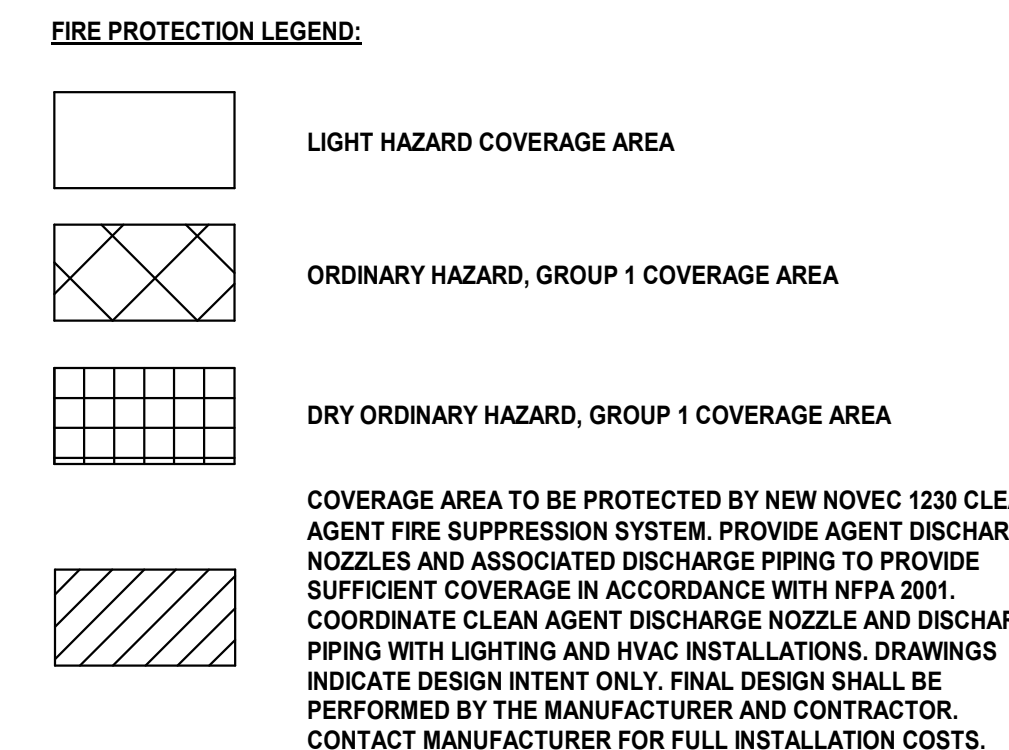 FIRE PROTECTION LEGEND:
LIGHT HAZARD COVERAGE AREA
ORDINARY HAZARD, GROUP 1 COVERAGE AREA
DRY ORDINARY HAZARD, GROUP 1 COVERAGE AREA
COVERAGE AREA TO BE PROTECTED BY NEW NOVEC 1230
AGENT FIRE SUPPRESSION SYSTEM. PROVIDE AGENT
NOZZLES AND ASSOCIATED DISCHARGE PIPING TO PROVIDE
SUFFICIENT COVERAGE IN ACCORDANCE WITH NFPA 2001.
COORDINATE CLEAN AGENT DISCHARGE NOZZLE AND
PIPING WITH LIGHTING AND HVAC INSTALLATIONS. DRAWINGS
INDICATE DESIGN INTENT ONLY. FINAL DESIGN SHALL BE
PERFORMED BY THE MANUFACTURER AND CONTRACTOR.
CONTACT MANUFACTURER FOR FULL INSTALLATION COSTS.